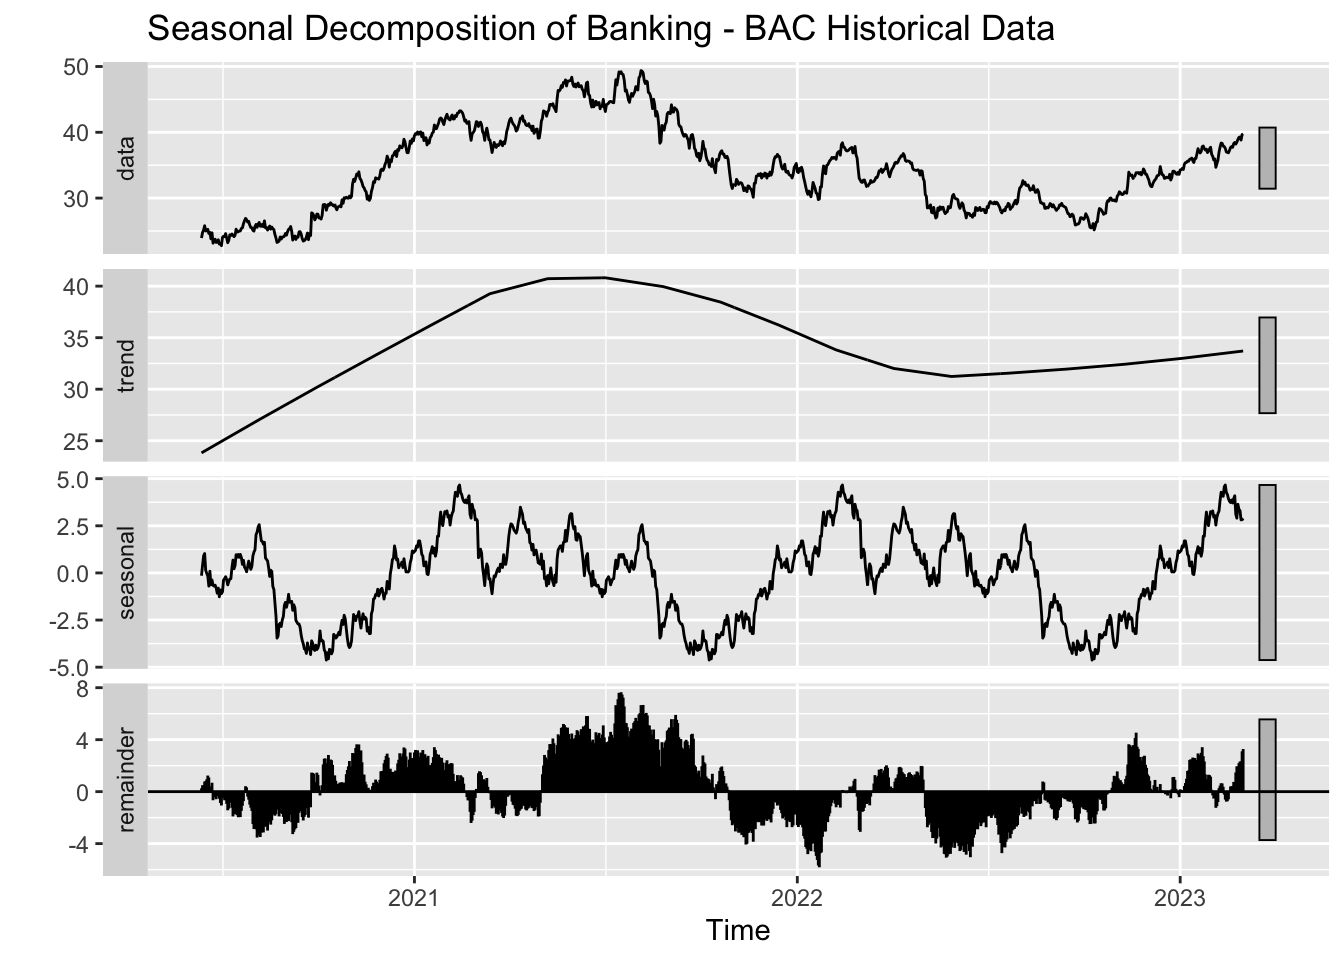 Seasonal Decomposition of Banking - BAC Historical Data
50
40
30
data
40
35
30
25
trend
5.0
2.5
0.0
-2.5
-5.0
seasonal
8
4
0
-4
remainder
2021 2022 2023
Time